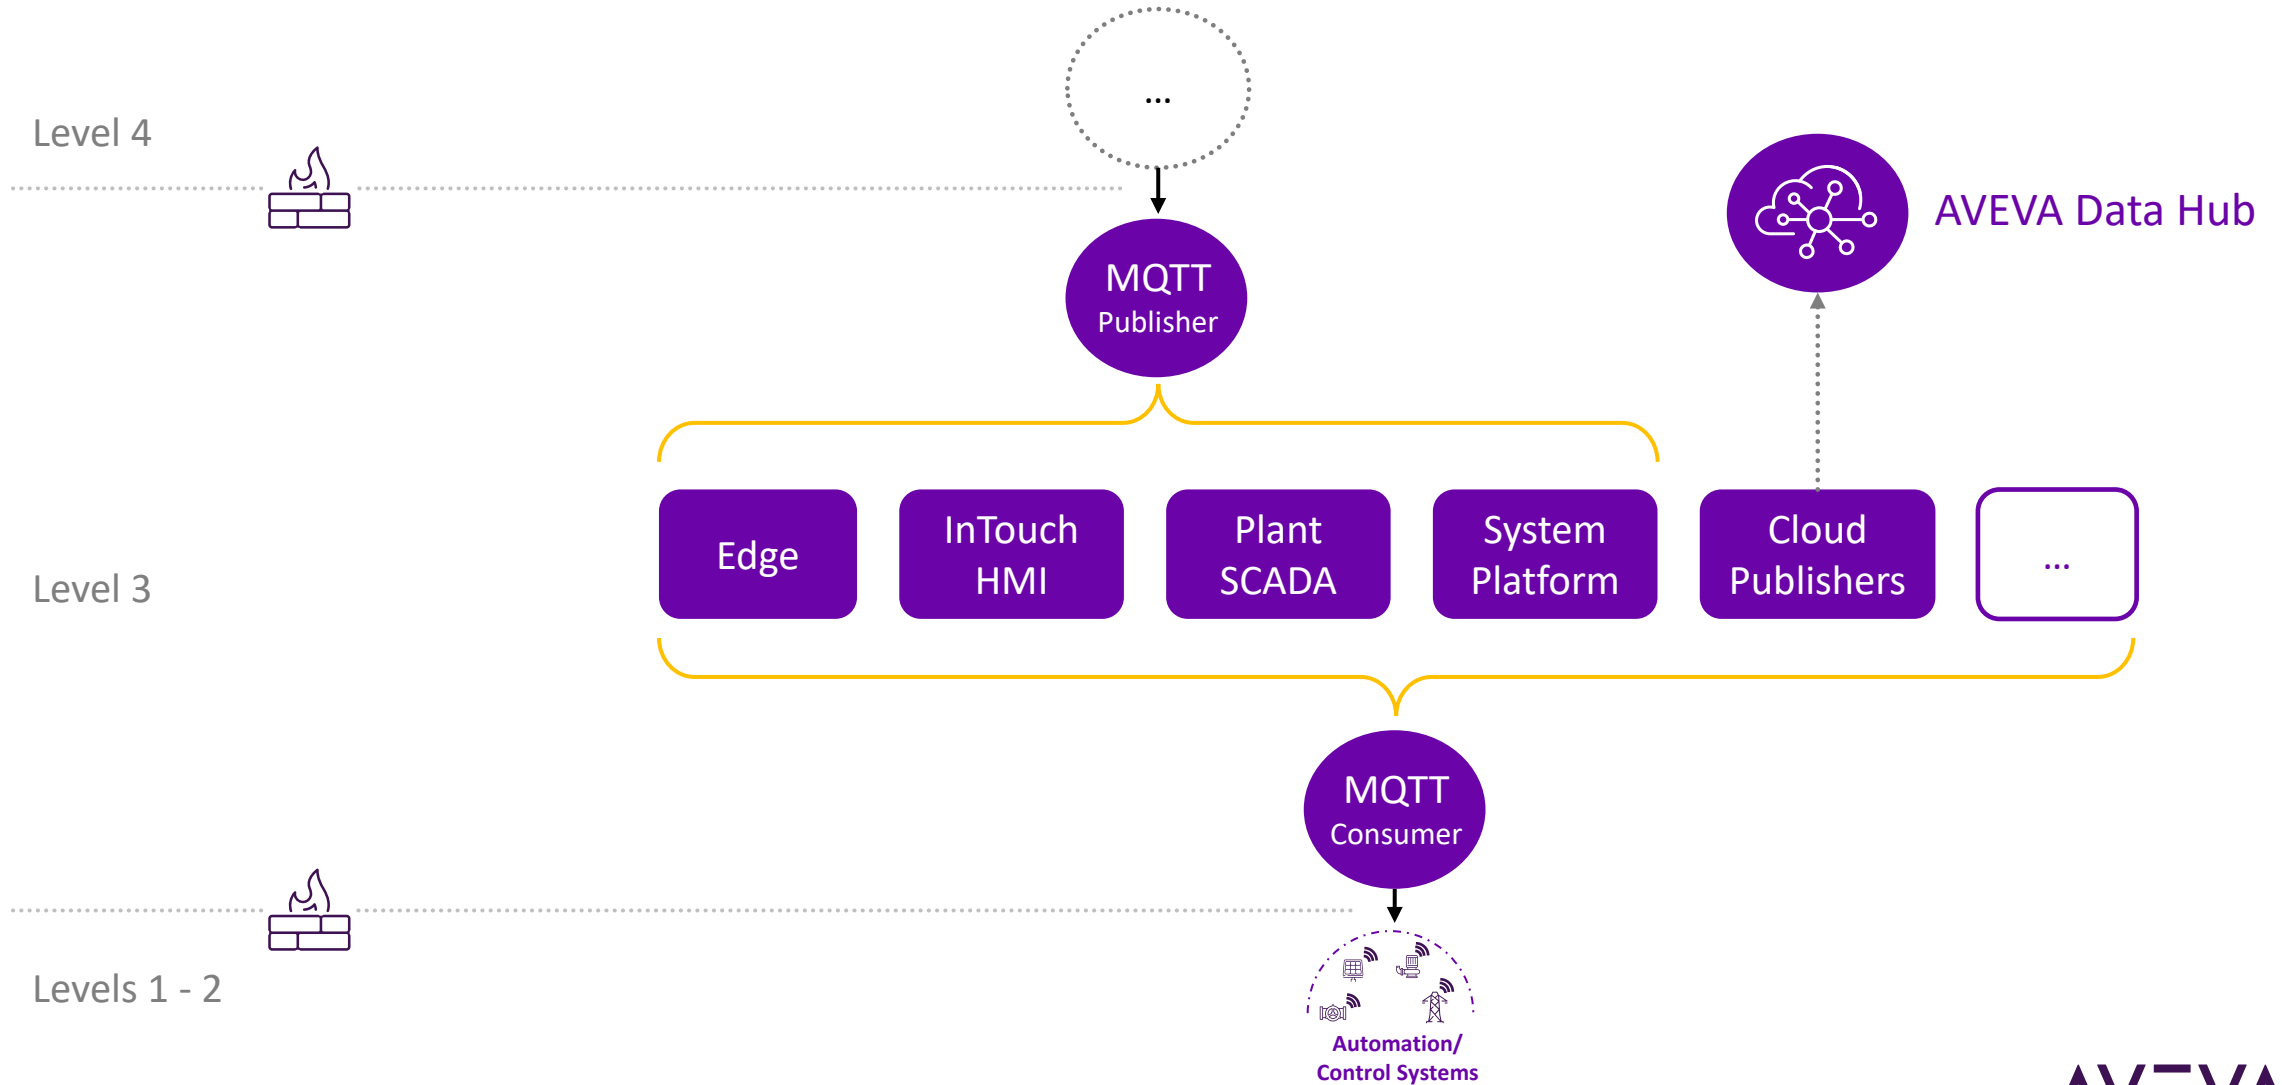 ...
Level 4
AVEVA Data Hub
MQTT
Publisher
Edge
InTouch
HMI
Plant
SCADA
System
Platform
Cloud
Publishers
...
Level 3
MQTT
Consumer
Levels 1 - 2
Automation/
Control Systems
AVEVA